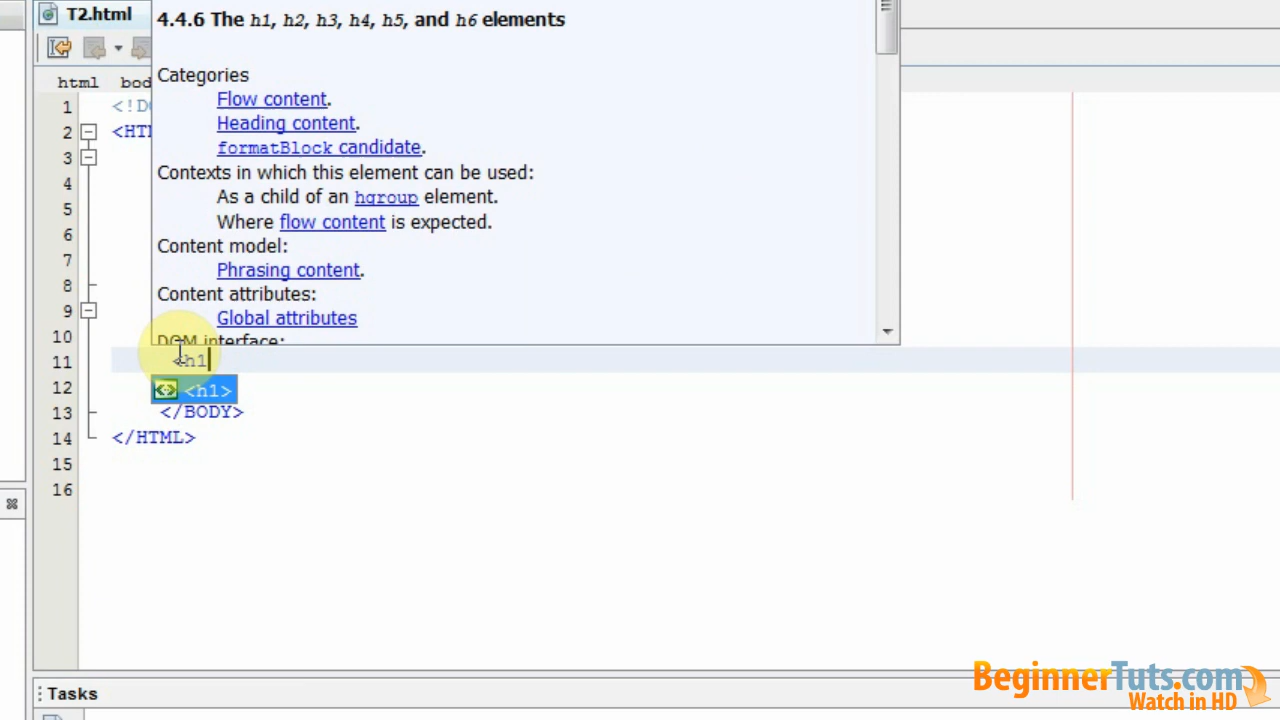 T2.html
4.4.6 The h1, h2, h3, h4, h5, and h6 elements
Categories
Flow content.
Heading content.
formatBlock candidate.
Contexts in which this element can be used:
As a child of an hgroup element.
Where flow content is expected.
Content model:
Phrasing content.
Content attributes:
Global attributes
DOM interface:
html
1
2 <HT
3
4
5
6
7
8
9
10
11 <h1
<h1>
12
13 </BODY>
14 </HTML>
15
16
Tasks
BeginnerTuts.com
Watch in HD